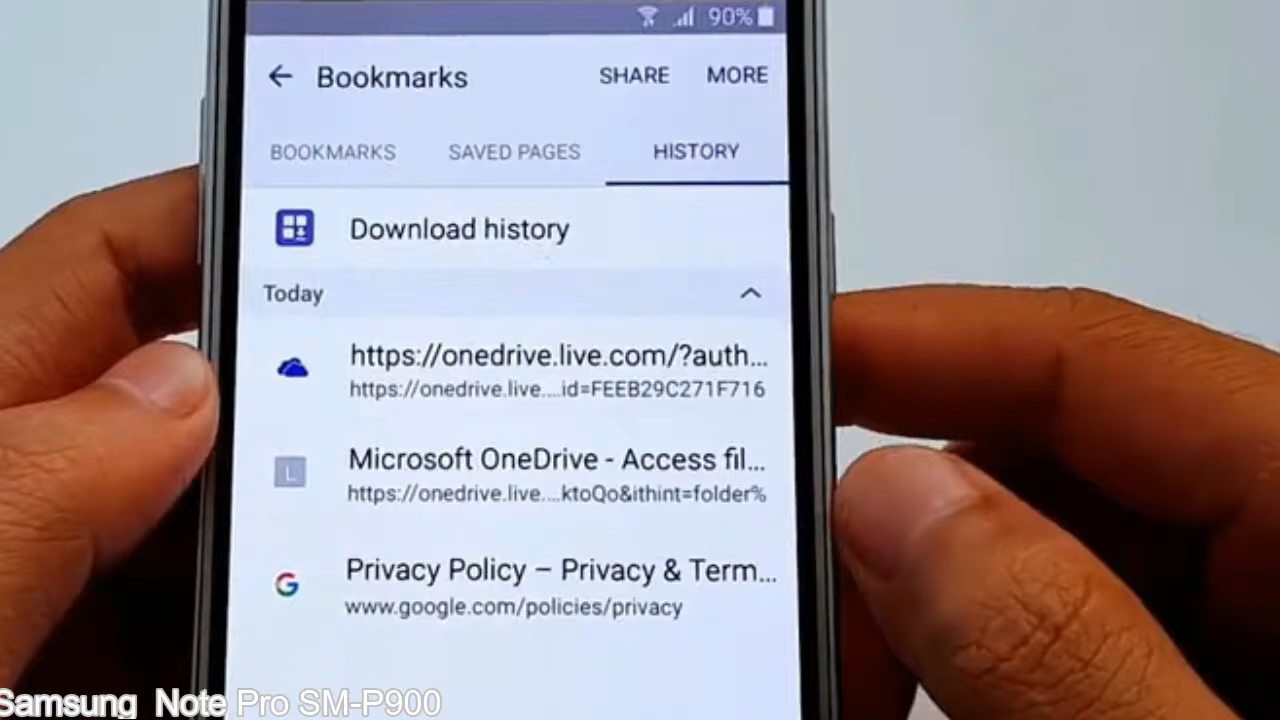 90%
Bookmarks SHARE MORE
BOOKMARKS SAVED PAGES HISTORY
Download history
Today
https://onedrive.live.com/?auth...
https://onedrive.live....id=FEEB29C271F716
L
Microsoft OneDrive - Access fil...
https://onedrive.live....ktoQo&ithint=folder%
G
Privacy Policy – Privacy & Term...
www.google.com/policies/privacy
Samsung Note Pro SM-P900